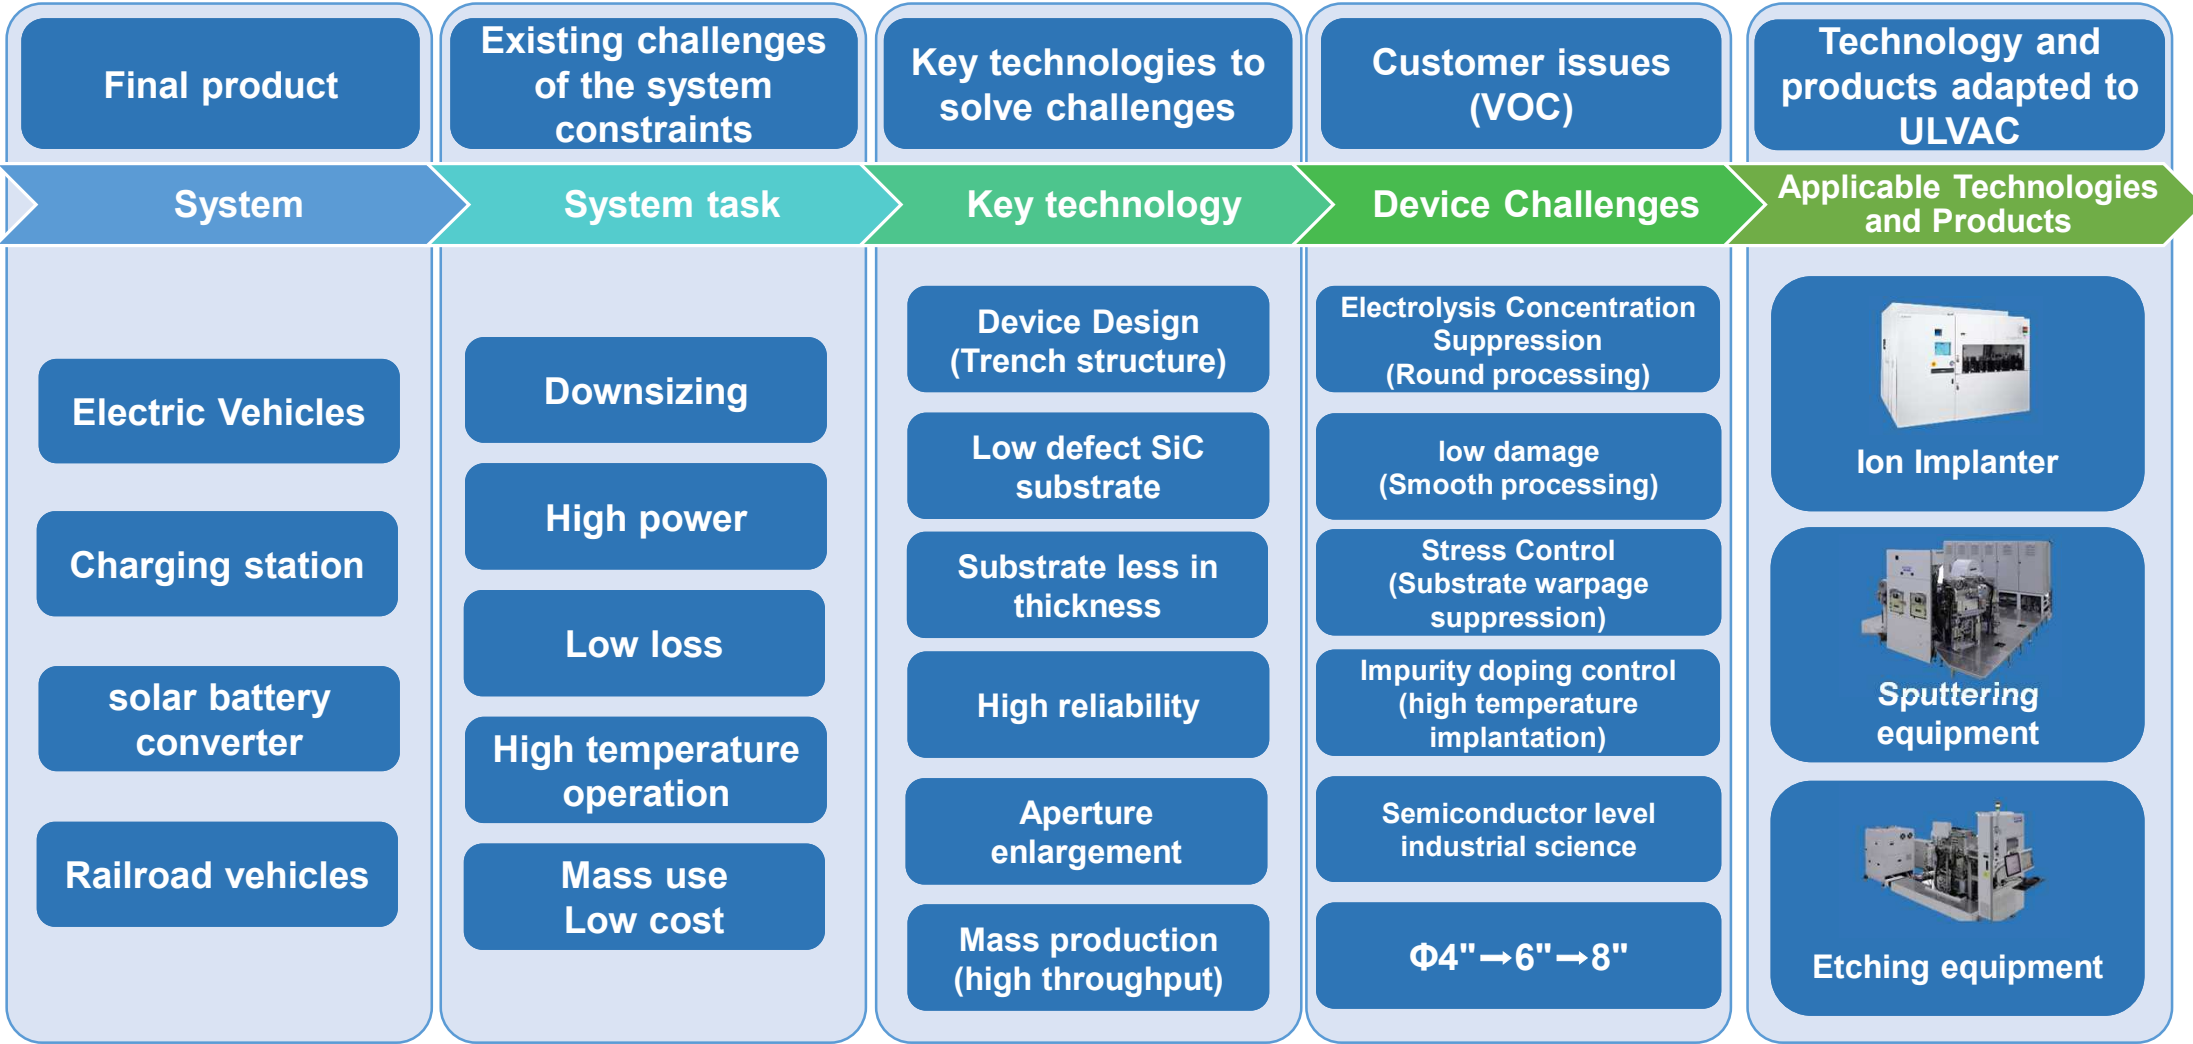 Final product
Existing challenges
of the system
constraints
Key technologies to
solve challenges
Customer issues
(VOC)
Technology and
products adapted to
ULVAC
System
System task
Key technology
Device Challenges
Applicable Technologies
and Products
Electric Vehicles
Charging station
solar battery
converter
Railroad vehicles
Downsizing
High power
Low loss
High temperature
operation
Mass use
Low cost
Device Design
(Trench structure)
Low defect SiC
substrate
Substrate less in
thickness
High reliability
Aperture
enlargement
Mass production
(high throughput)
Electrolysis Concentration
Suppression
(Round processing)
low damage
(Smooth processing)
Stress Control
(Substrate warpage
suppression)
Impurity doping control
(high temperature
implantation)
Semiconductor level
industrial science
Φ4"→6"→8"
Ion Implanter
Sputtering
equipment
Etching equipment